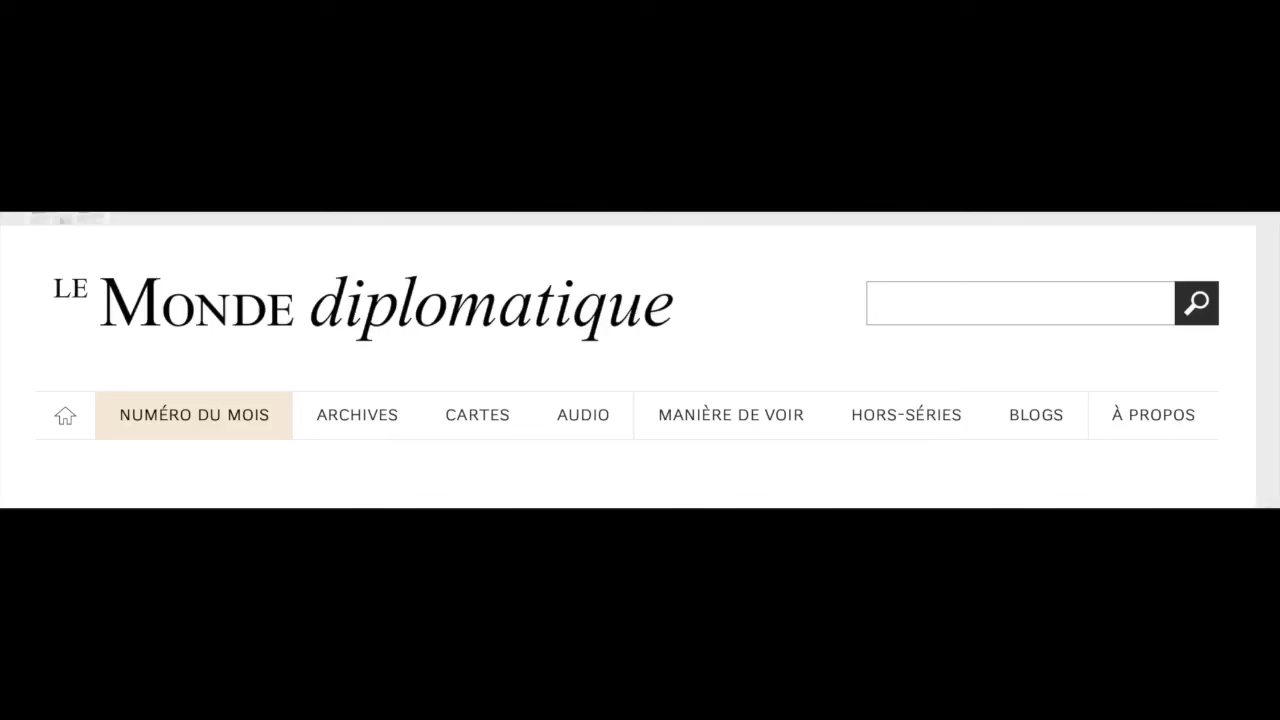 LE MONDE diplomatique
NUMÉRO DU MOIS ARCHIVES CARTES AUDIO MANIÈRE DE VOIR HORS-SÉRIES BLOGS À PROPOS